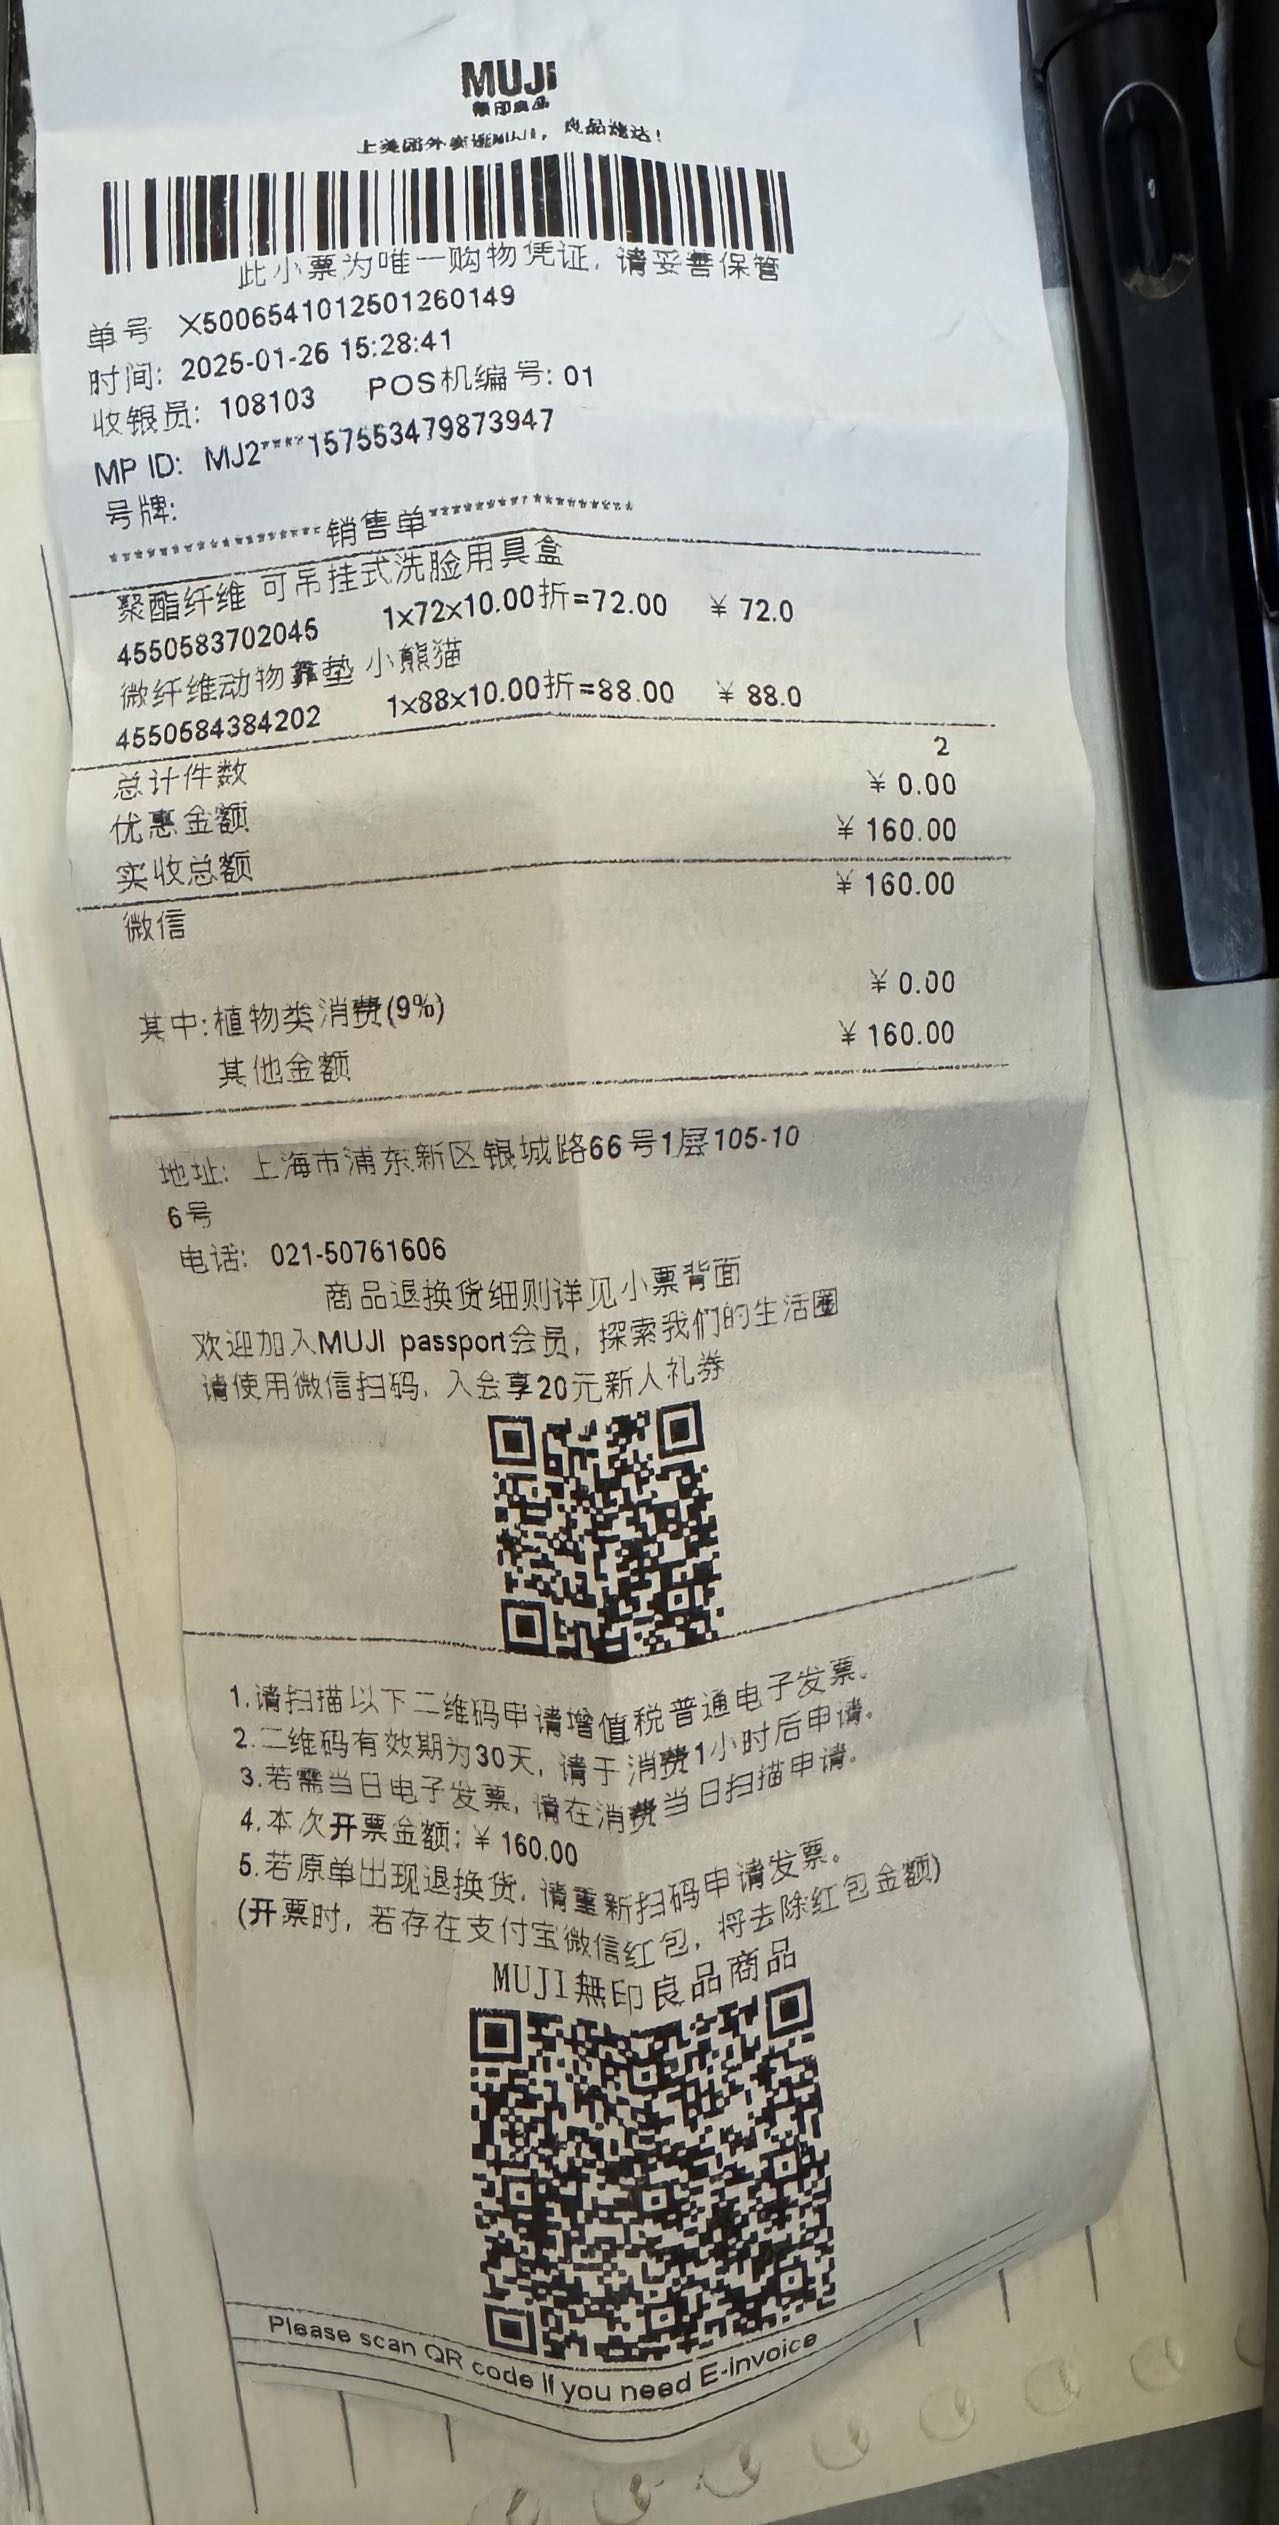 MUJI
無印良品
上美团外卖逛MUJI，良品速达！
此小票为唯一购物凭证, 请妥善保管
单号 X5006541012501260149
时间: 2025-01-26 15:28:41
收银员: 108103 POS机编号: 01
MP ID: MJ2****157553479873947
号牌:
********************销售单********************
聚酯纤维 可吊挂式洗脸用具盒
4550583702045 1x72x10.00折=72.00 ¥ 72.0
微纤维动物靠垫 小熊猫
4550584384202 1x88x10.00折=88.00 ¥ 88.0
总计件数 2
优惠金额 ¥ 0.00
实收总额 ¥ 160.00
微信 ¥ 160.00
其中:植物类消费(9%) ¥ 0.00
其他金额 ¥ 160.00
地址: 上海市浦东新区银城路66号1层105-10
6号
电话: 021-50761606
商品退换货细则详见小票背面
欢迎加入MUJI passport会员, 探索我们的生活圈
请使用微信扫码, 入会享20元新人礼券
1.请扫描以下二维码申请增值税普通电子发票。
2.二维码有效期为30天, 请于消费1小时后申请。
3.若需当日电子发票, 请在消费当日扫描申请。
4.本次开票金额: ¥ 160.00
5.若原单出现退换货, 请重新扫码申请发票。
(开票时, 若存在支付宝微信红包, 将去除红包金额)
MUJI無印良品商品
Please scan QR code if you need E-invoice